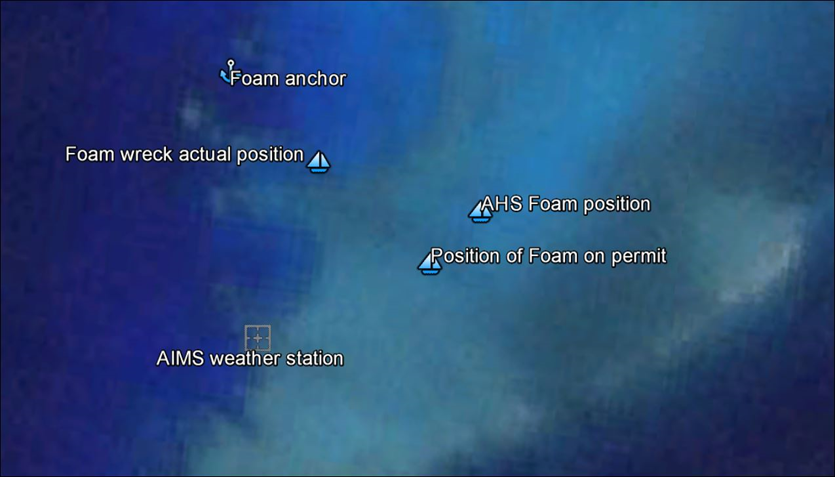 Foam anchor
Foam wreck actual position
AHS Foam position
Position of Foam on permit
AIMS weather station